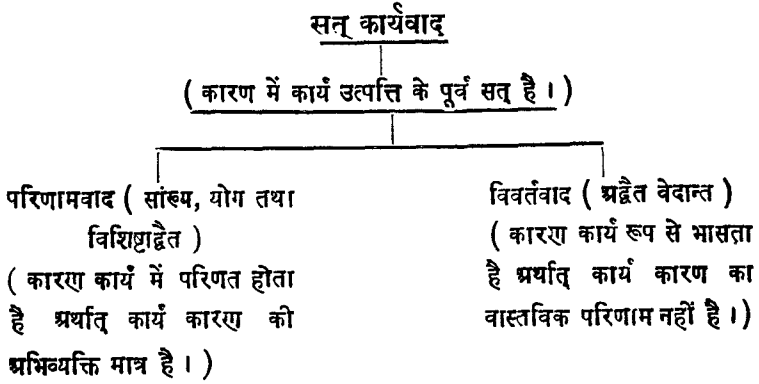 सत् कार्यवाद
( कारण में कार्य उत्पत्ति के पूर्व सत् है । )
परिणामवाद ( सांख्य, योग तथा
विशिष्टाद्वैत )
( कारण कार्य में परिणत होता
है अर्थात् कार्य कारण की
अभिव्यक्ति मात्र है । )
विवर्तवाद ( अद्वैत वेदान्त )
( कारण कार्य रूप से भासता
है अर्थात् कार्य कारण का
वास्तविक परिणाम नहीं है । )